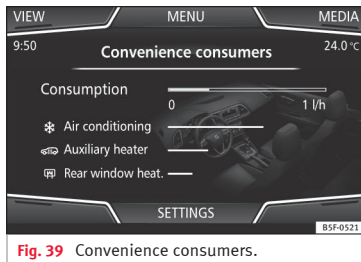 VIEW MENU MEDIA
9:50 Convenience consumers 24.0 °C
Consumption
0 1 l/h
Air conditioning
Auxiliary heater
Rear window heat.
SETTINGS
B5F-0521
Fig. 39 Convenience consumers.